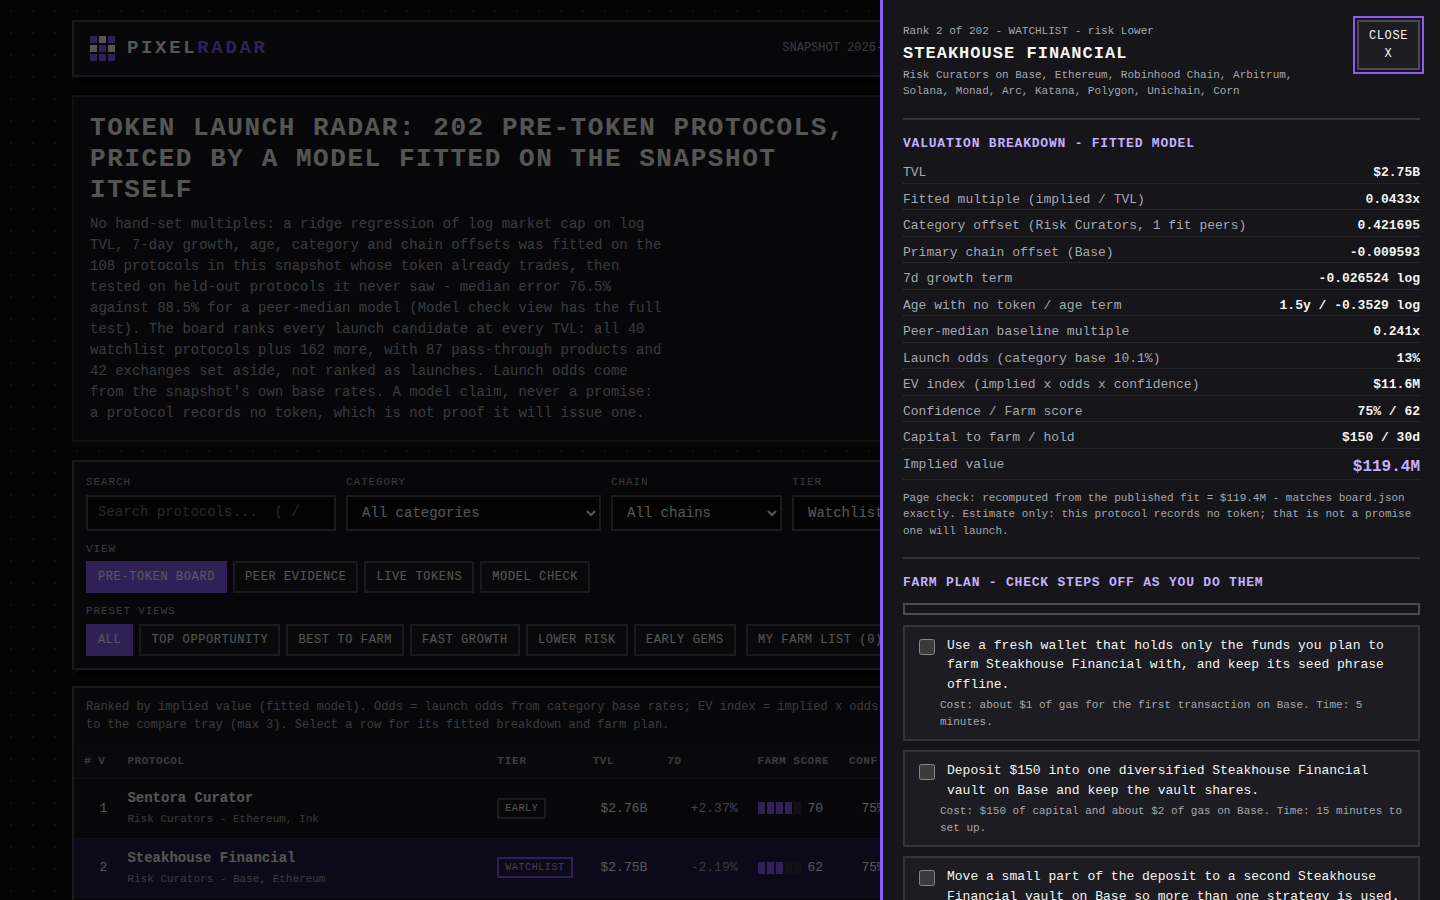 PIXELRADAR
SNAPSHOT 2026-
TOKEN LAUNCH RADAR: 202 PRE-TOKEN PROTOCOLS,
PRICED BY A MODEL FITTED ON THE SNAPSHOT
ITSELF
No hand-set multiples: a ridge regression of log market cap on log
TVL, 7-day growth, age, category and chain offsets was fitted on the
108 protocols in this snapshot whose token already trades, then
tested on held-out protocols it never saw - median error 76.5%
against 88.5% for a peer-median model (Model check view has the full
test). The board ranks every launch candidate at every TVL: all 40
watchlist protocols plus 162 more, with 87 pass-through products and
42 exchanges set aside, not ranked as launches. Launch odds come
from the snapshot's own base rates. A model claim, never a promise:
a protocol records no token, which is not proof it will issue one.
SEARCH CATEGORY CHAIN TIER
Search protocols... ( / All categories All chains Watchlist
VIEW
PRE-TOKEN BOARD PEER EVIDENCE LIVE TOKENS MODEL CHECK
PRESET VIEWS
ALL TOP OPPORTUNITY BEST TO FARM FAST GROWTH LOWER RISK EARLY GEMS MY FARM LIST (0)
Ranked by implied value (fitted model). Odds = launch odds from category base rates; EV index = implied x odds
to the compare tray (max 3). Select a row for its fitted breakdown and farm plan.
# V PROTOCOL TIER TVL 7D FARM SCORE CONF
1 Sentora Curator EARLY $2.76B +2.37% 70 75%
Risk Curators - Ethereum, Ink
2 Steakhouse Financial WATCHLIST $2.75B -2.19% 62 75%
Risk Curators - Base, Ethereum
Rank 2 of 202 - WATCHLIST - risk Lower
STEAKHOUSE FINANCIAL
Risk Curators on Base, Ethereum, Robinhood Chain, Arbitrum,
Solana, Monad, Arc, Katana, Polygon, Unichain, Corn
CLOSE
X
VALUATION BREAKDOWN - FITTED MODEL
TVL $2.75B
Fitted multiple (implied / TVL) 0.0433x
Category offset (Risk Curators, 1 fit peers) 0.421695
Primary chain offset (Base) -0.009593
7d growth term -0.026524 log
Age with no token / age term 1.5y / -0.3529 log
Peer-median baseline multiple 0.241x
Launch odds (category base 10.1%) 13%
EV index (implied x odds x confidence) $11.6M
Confidence / Farm score 75% / 62
Capital to farm / hold $150 / 30d
Implied value $119.4M
Page check: recomputed from the published fit = $119.4M - matches board.json
exactly. Estimate only: this protocol records no token; that is not a promise
one will launch.
FARM PLAN - CHECK STEPS OFF AS YOU DO THEM
Use a fresh wallet that holds only the funds you plan to
farm Steakhouse Financial with, and keep its seed phrase
offline.
Cost: about $1 of gas for the first transaction on Base. Time: 5
minutes.
Deposit $150 into one diversified Steakhouse Financial
vault on Base and keep the vault shares.
Cost: $150 of capital and about $2 of gas on Base. Time: 15 minutes to
set up.
Move a small part of the deposit to a second Steakhouse
Financial vault on Base so more than one strategy is used.